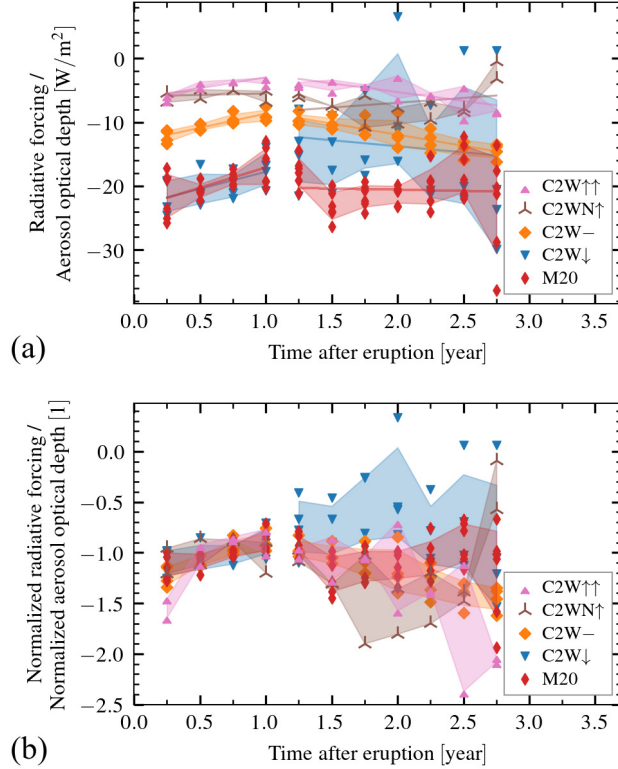 0
−10
−20
−30
Radiative forcing /
Aerosol optical depth [W/m²]
C2W↑↑
C2WN↑
C2W−
C2W↓
M20
0.0 0.5 1.0 1.5 2.0 2.5 3.0 3.5
(a)
Time after eruption [year]
0.0
−0.5
−1.0
−1.5
−2.0
−2.5
Normalized radiative forcing /
Normalized aerosol optical depth [1]
C2W↑↑
C2WN↑
C2W−
C2W↓
M20
0.0 0.5 1.0 1.5 2.0 2.5 3.0 3.5
(b)
Time after eruption [year]